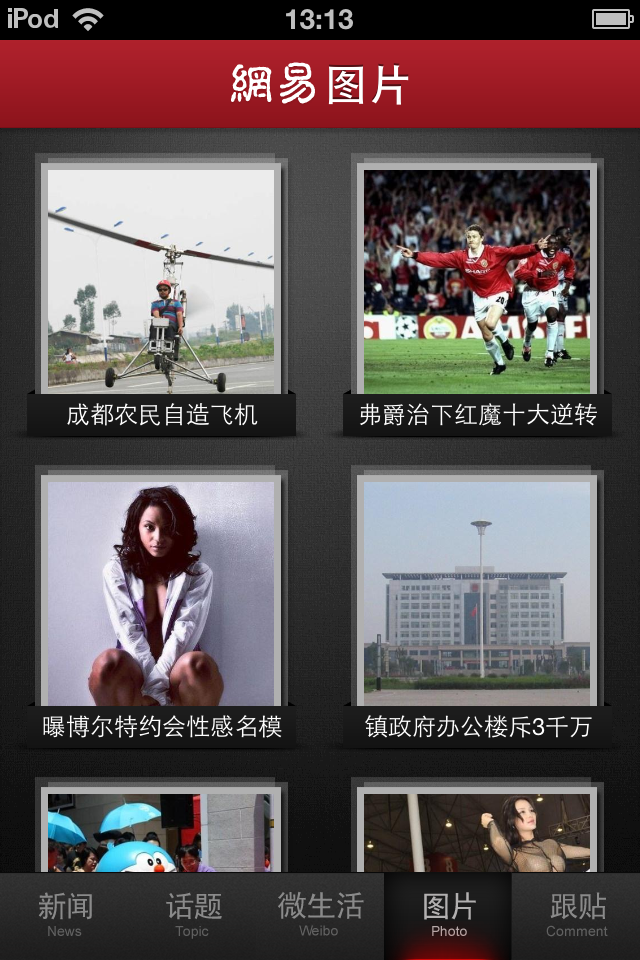 iPod
13:13
網易图片
成都农民自造飞机
弗爵治下红魔十大逆转
SHARP
20
AMSTE
曝博尔特约会性感名模
镇政府办公楼斥3千万
新闻
News
话题
Topic
微生活
Weibo
图片
Photo
跟贴
Comment